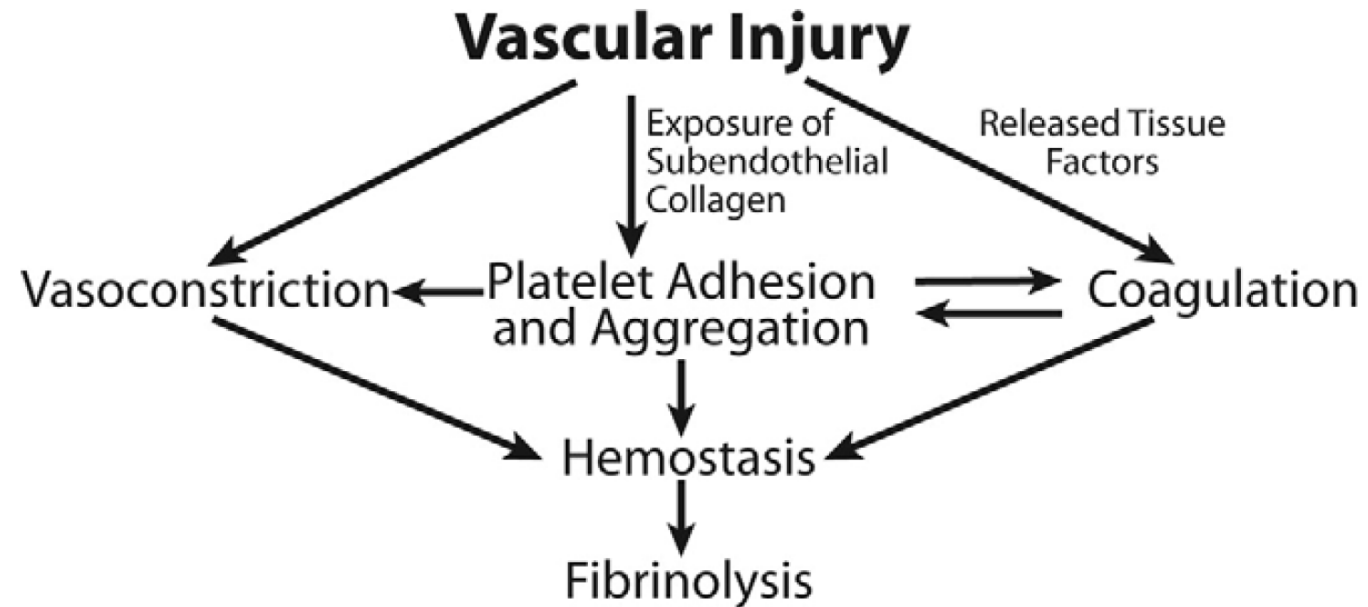 Vascular Injury
Exposure of
Subendothelial
Collagen
Released Tissue
Factors
Vasoconstriction
Platelet Adhesion
and Aggregation
Coagulation
Hemostasis
Fibrinolysis